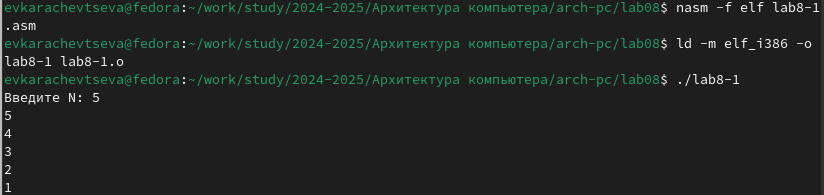 evkarachevtseva@fedora:~/work/study/2024-2025/Архитектура компьютера/arch-pc/lab08$ nasm -f elf lab8-1
.asm
evkarachevtseva@fedora:~/work/study/2024-2025/Архитектура компьютера/arch-pc/lab08$ ld -m elf_i386 -o
lab8-1 lab8-1.o
evkarachevtseva@fedora:~/work/study/2024-2025/Архитектура компьютера/arch-pc/lab08$ ./lab8-1
Введите N: 5
5
4
3
2
1